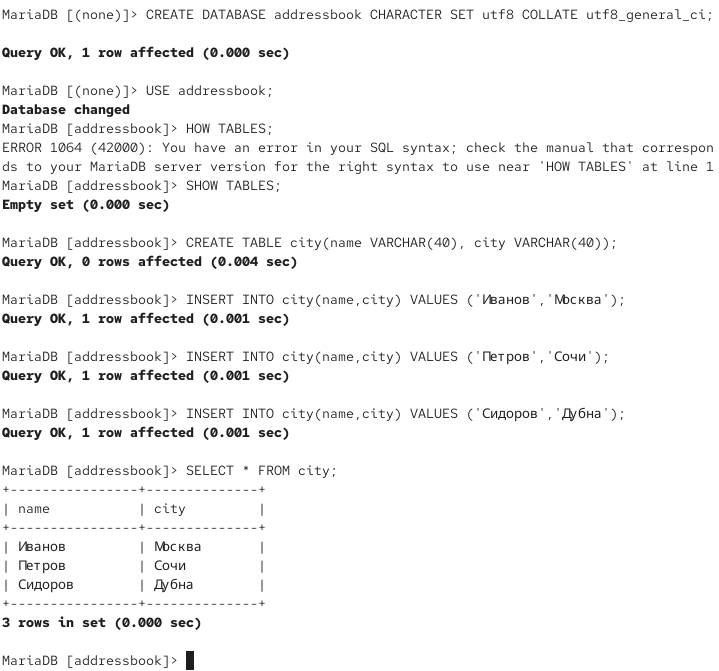 MariaDB [(none)]> CREATE DATABASE addressbook CHARACTER SET utf8 COLLATE utf8_general_ci;
Query OK, 1 row affected (0.000 sec)
MariaDB [(none)]> USE addressbook;
Database changed
MariaDB [addressbook]> HOW TABLES;
ERROR 1064 (42000): You have an error in your SQL syntax; check the manual that correspon
ds to your MariaDB server version for the right syntax to use near 'HOW TABLES' at line 1
MariaDB [addressbook]> SHOW TABLES;
Empty set (0.000 sec)
MariaDB [addressbook]> CREATE TABLE city(name VARCHAR(40), city VARCHAR(40));
Query OK, 0 rows affected (0.004 sec)
MariaDB [addressbook]> INSERT INTO city(name,city) VALUES ('Иванов','Москва');
Query OK, 1 row affected (0.001 sec)
MariaDB [addressbook]> INSERT INTO city(name,city) VALUES ('Петров','Сочи');
Query OK, 1 row affected (0.001 sec)
MariaDB [addressbook]> INSERT INTO city(name,city) VALUES ('Сидоров','Дубна');
Query OK, 1 row affected (0.001 sec)
MariaDB [addressbook]> SELECT * FROM city;
+----------------+--------------+
| name           | city         |
+----------------+--------------+
| Иванов         | Москва       |
| Петров         | Сочи         |
| Сидоров        | Дубна        |
+----------------+--------------+
3 rows in set (0.000 sec)
MariaDB [addressbook]>